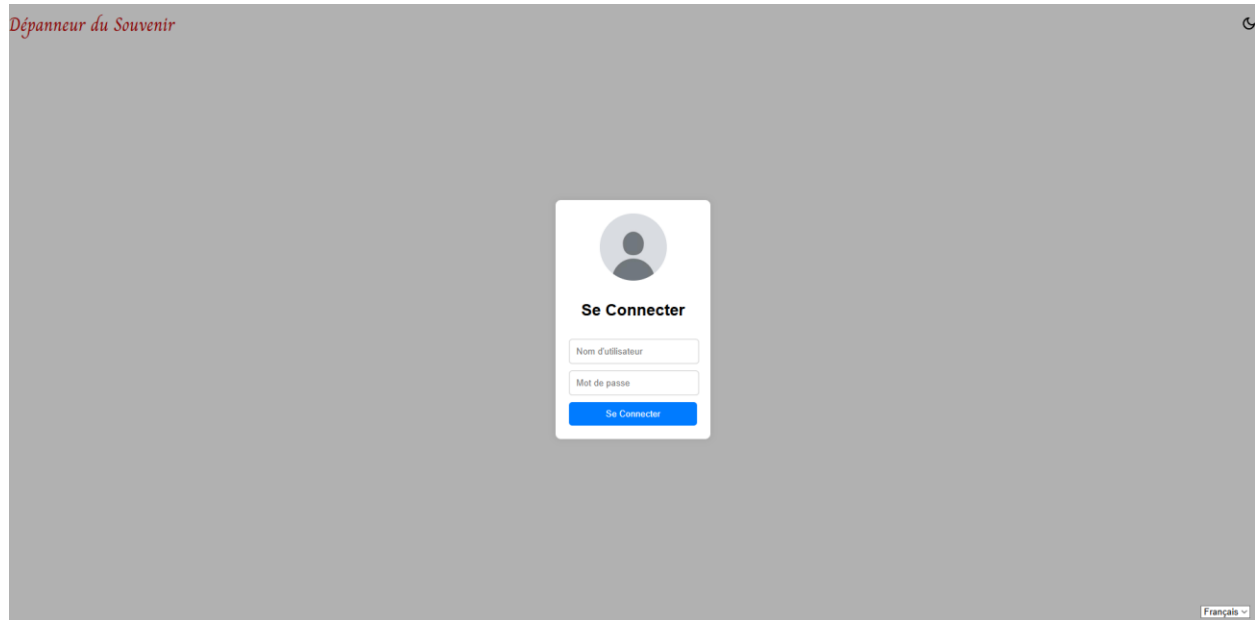 Dépanneur du Souvenir
Se Connecter
Nom d'utilisateur
Mot de passe
Se Connecter
Français